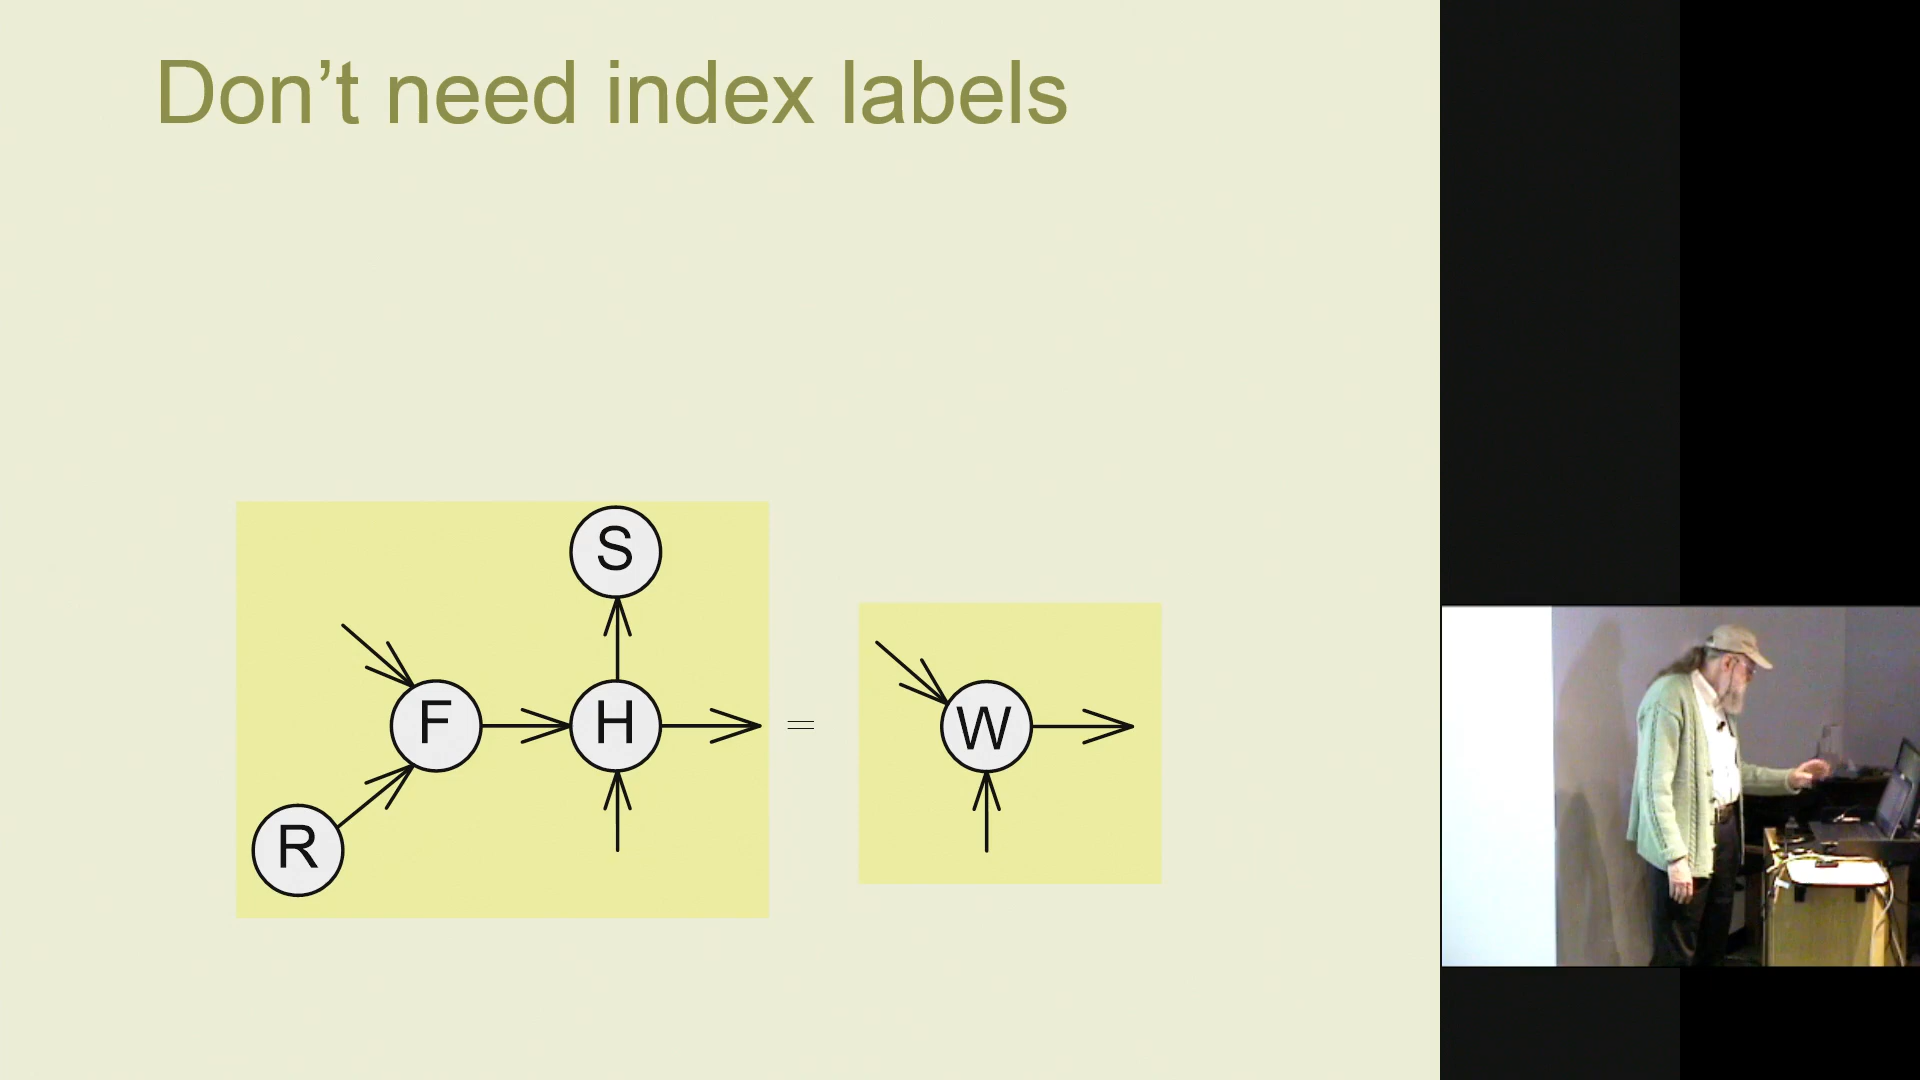 Don’t need index labels
S
F
H
=
W
R